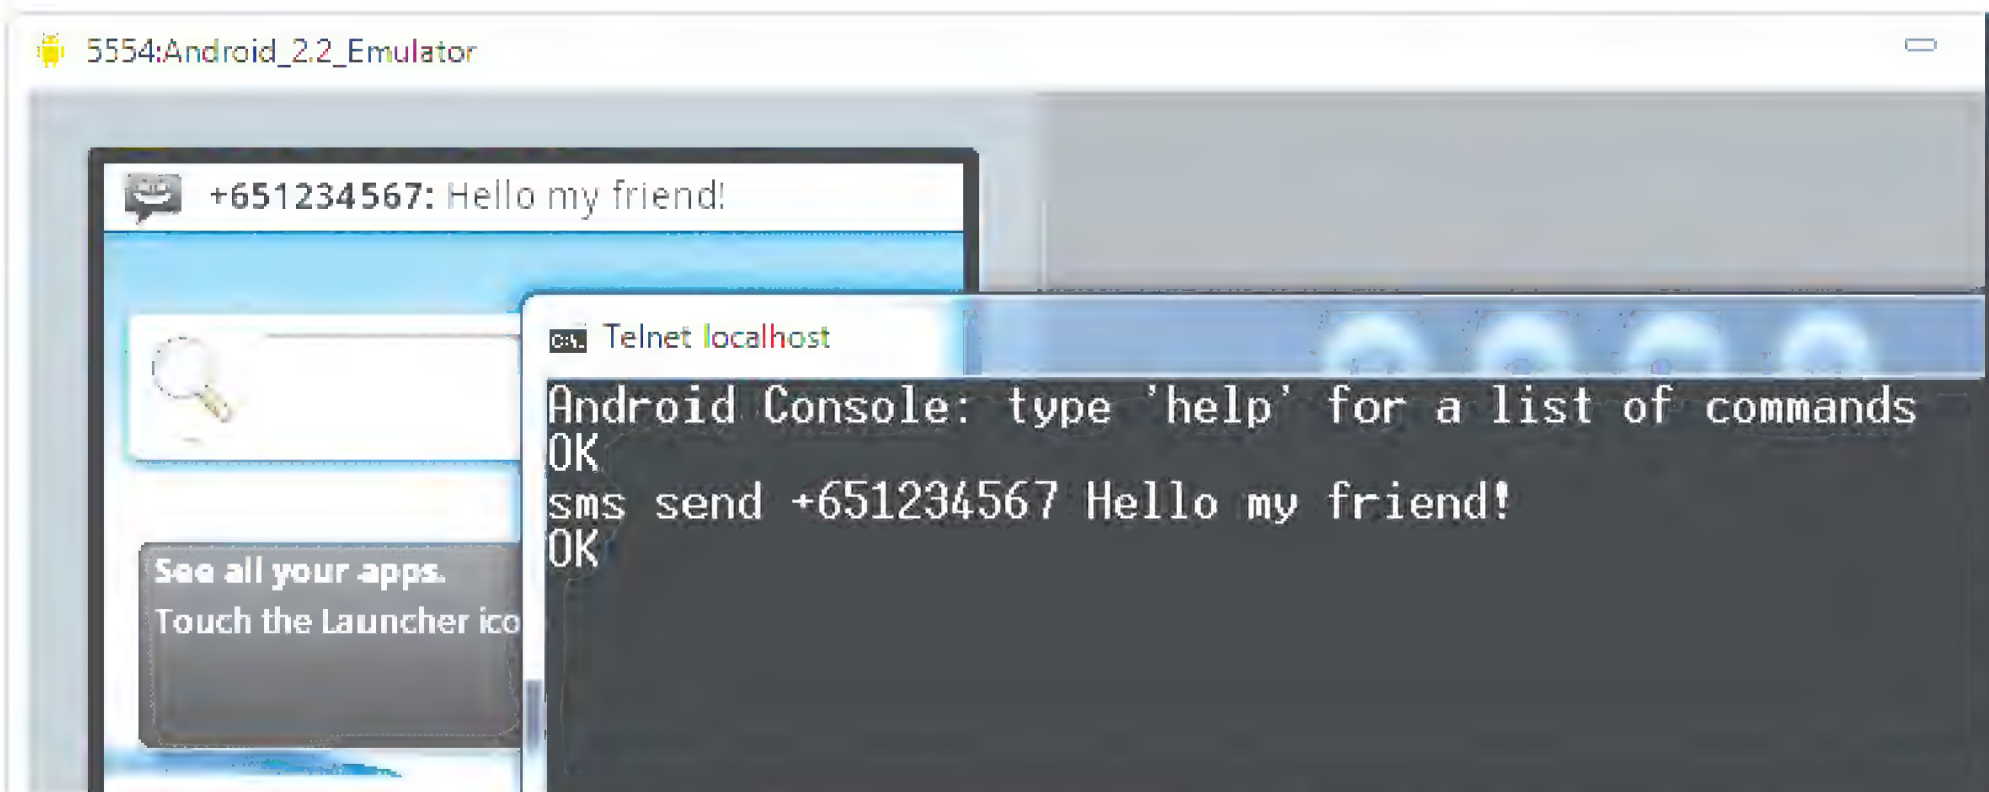 5554:Android_2.2_Emulator
+651234567: Hello my friend!
Telnet localhost
Android Console: type 'help' for a list of commands
OK
sms send +651234567 Hello my friend!
OK
See all your apps.
Touch the Launcher ico